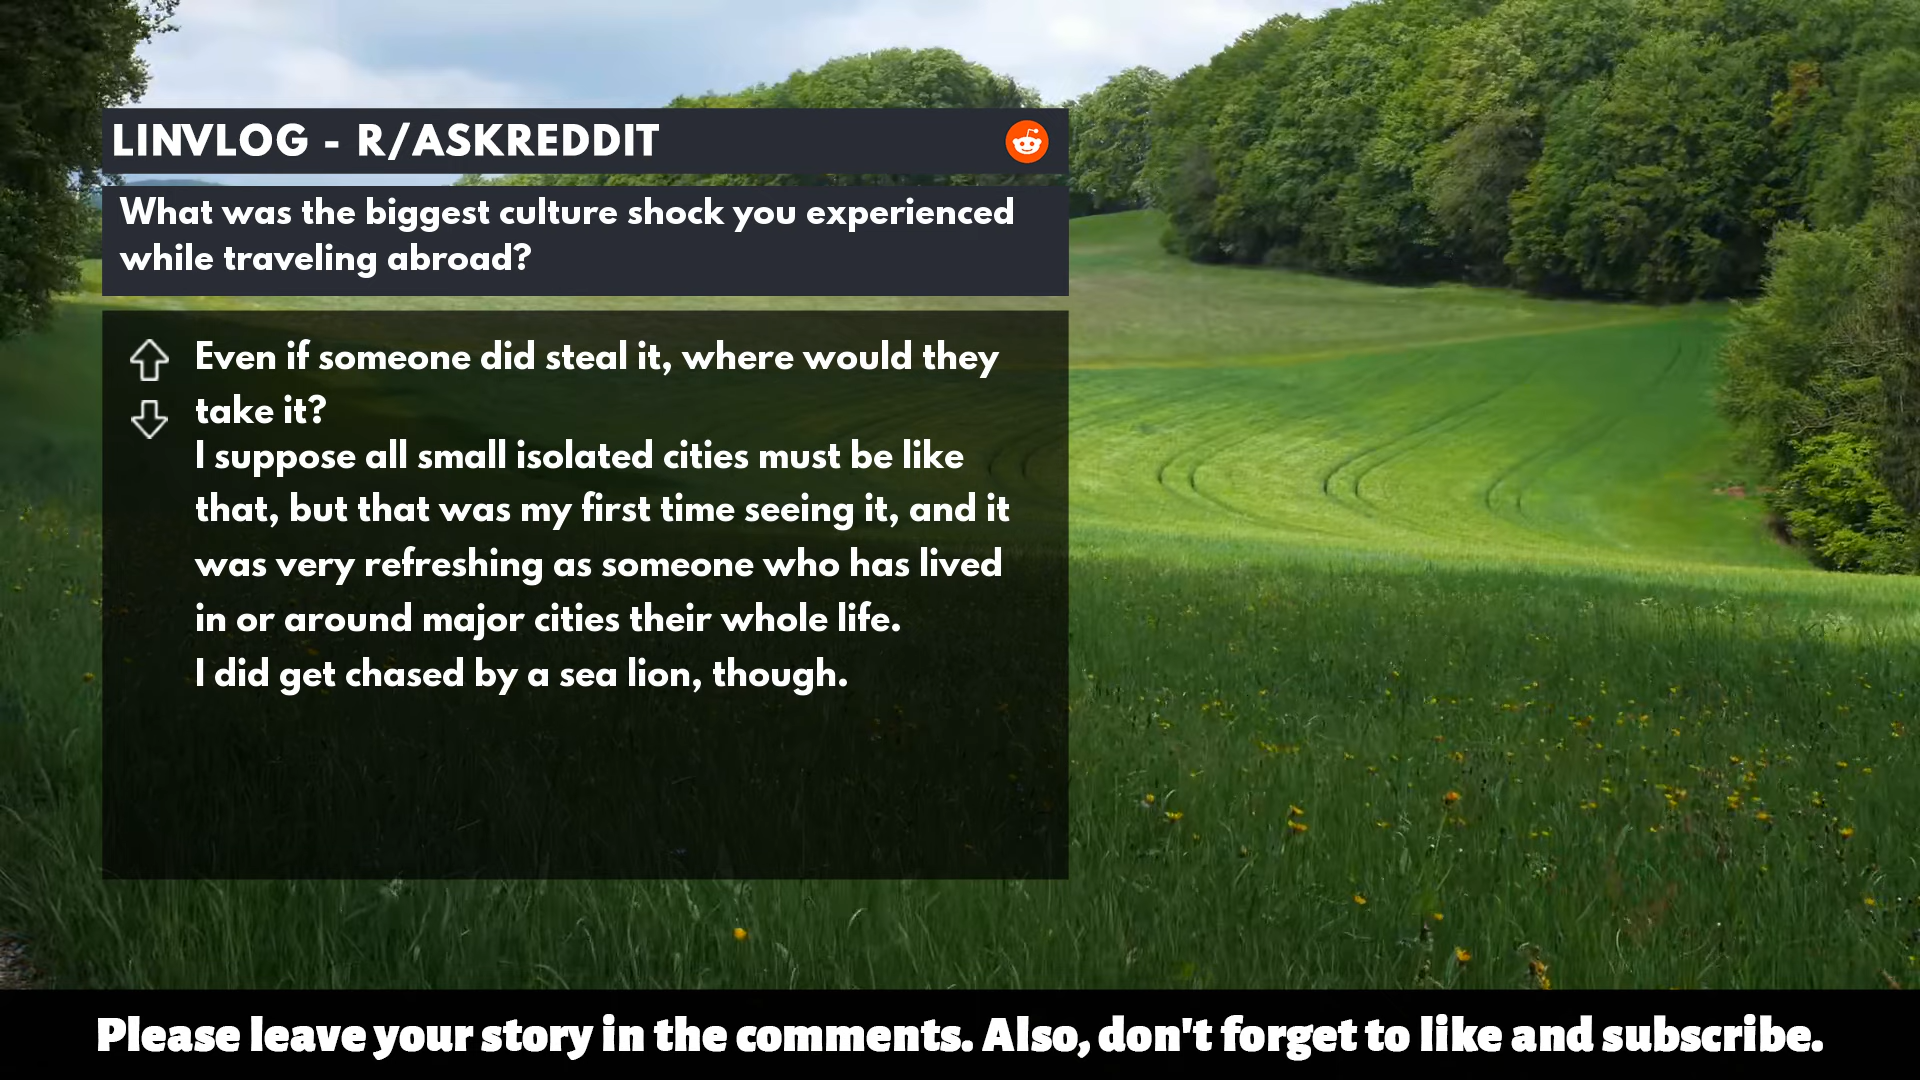 LINVLOG - R/ASKREDDIT
What was the biggest culture shock you experienced
while traveling abroad?
Even if someone did steal it, where would they
take it?
I suppose all small isolated cities must be like
that, but that was my first time seeing it, and it
was very refreshing as someone who has lived
in or around major cities their whole life.
I did get chased by a sea lion, though.
Please leave your story in the comments. Also, don't forget to like and subscribe.